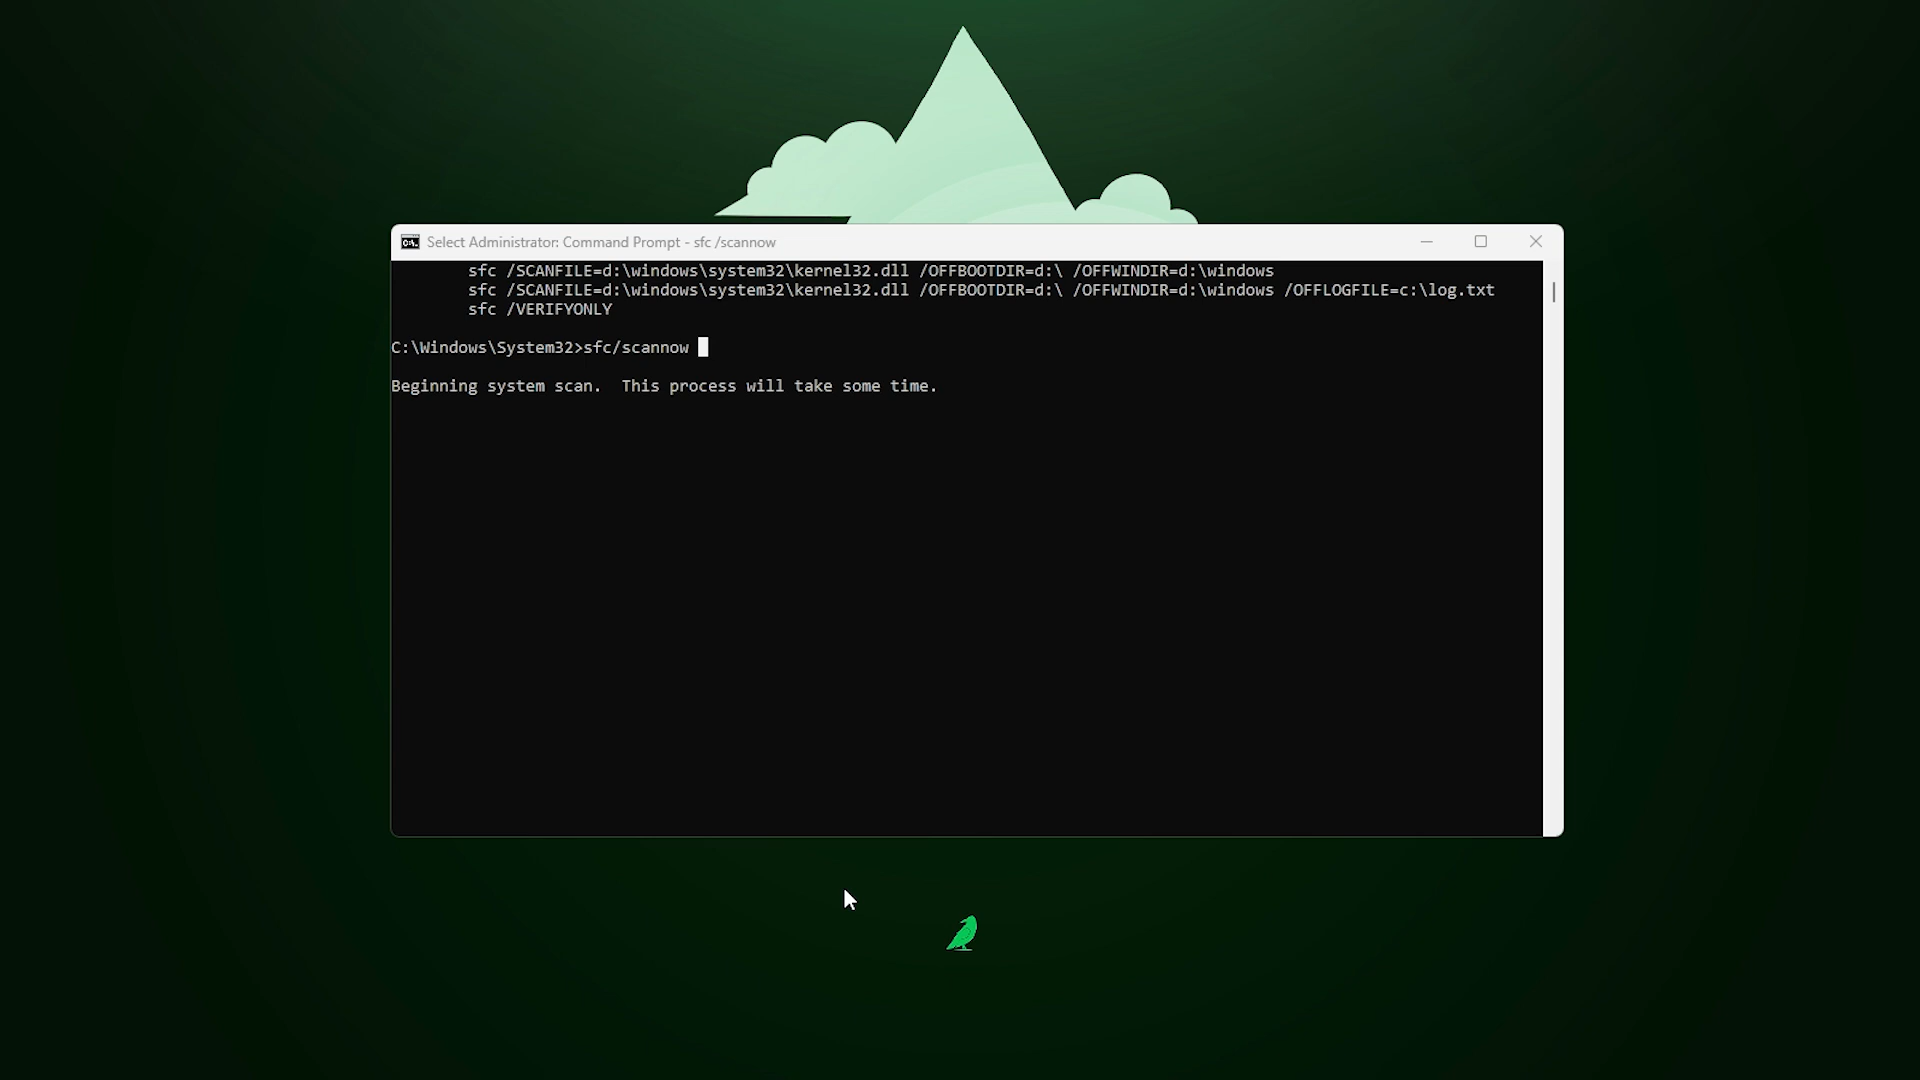 Select Administrator: Command Prompt - sfc /scannow
sfc /SCANFILE=d:\windows\system32\kernel32.dll /OFFBOOTDIR=d:\ /OFFWINDIR=d:\windows
sfc /SCANFILE=d:\windows\system32\kernel32.dll /OFFBOOTDIR=d:\ /OFFWINDIR=d:\windows /OFFLOGFILE=c:\log.txt
sfc /VERIFYONLY
C:\Windows\System32>sfc/scannow
Beginning system scan.  This process will take some time.